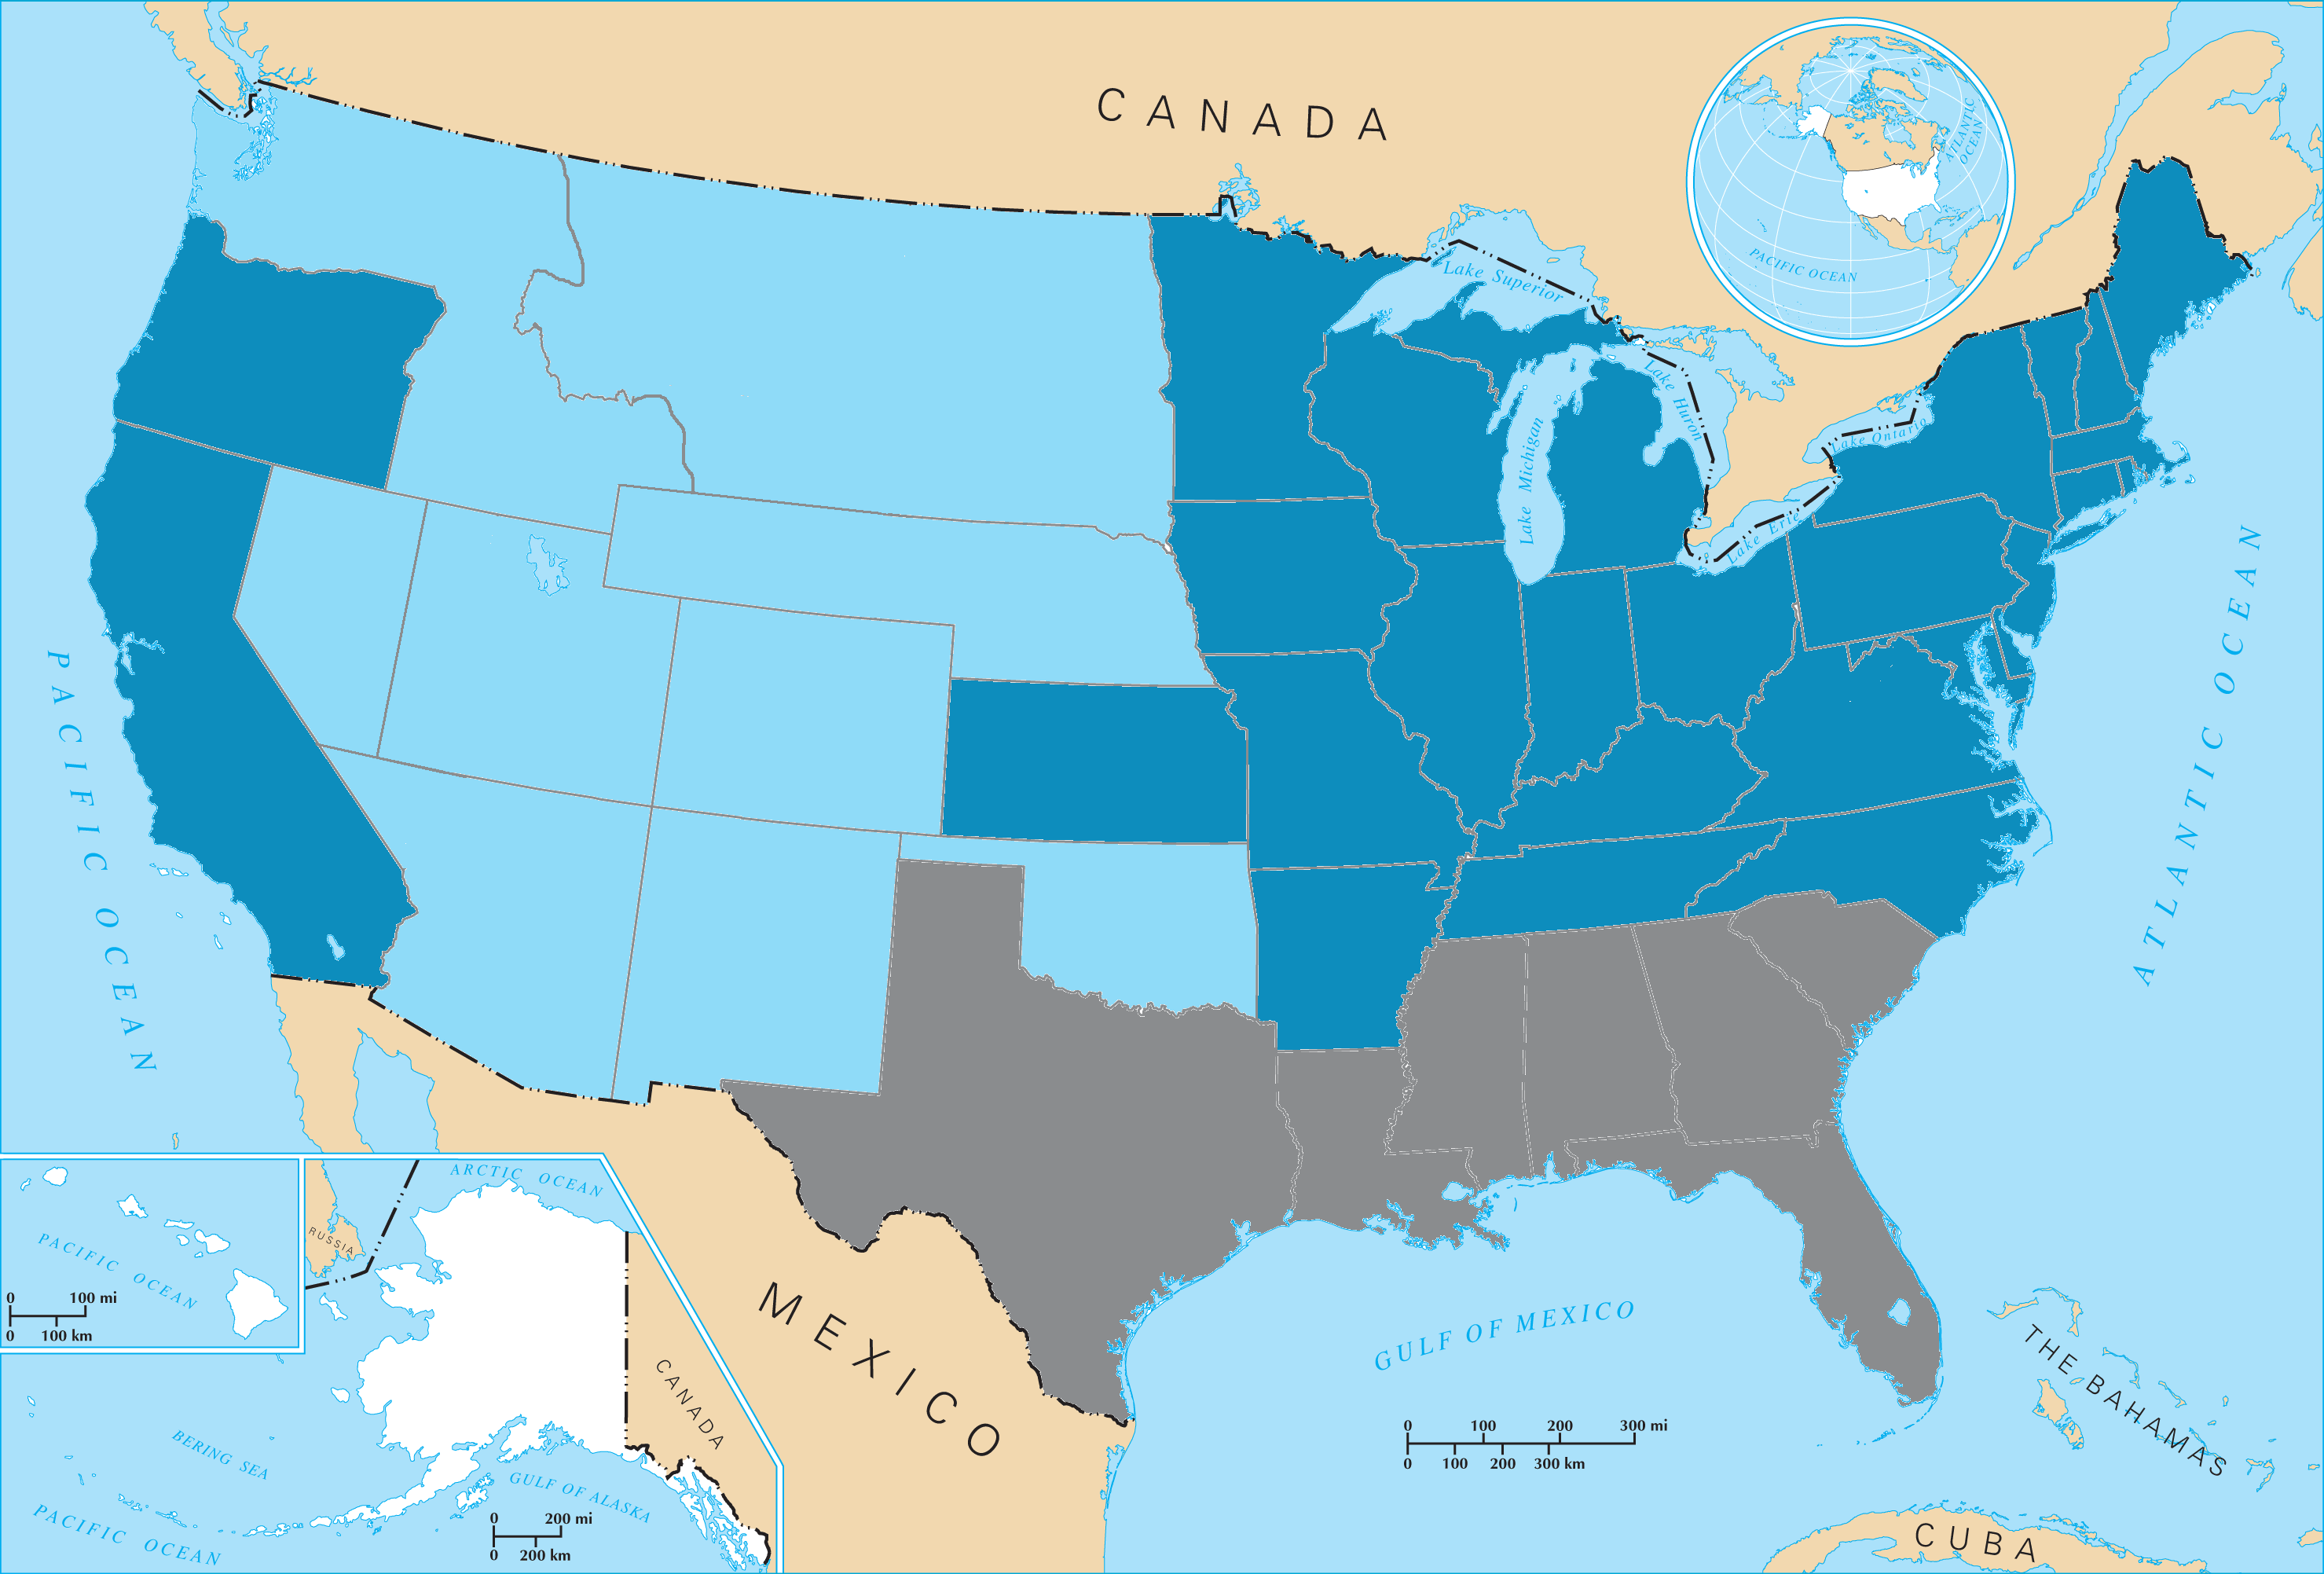 CANADA
ATLANTIC
OCEAN
PACIFIC OCEAN
Lake Superior
Lake Huron
Lake Michigan
Lake Ontario
Lake Erie
PACIFIC OCEAN
ATLANTIC OCEAN
ARCTIC OCEAN
RUSSIA
PACIFIC OCEAN
0 100 mi
0 100 km
MEXICO
GULF OF MEXICO
THE BAHAMAS
CANADA
BERING SEA
GULF OF ALASKA
PACIFIC OCEAN
0 200 mi
0 200 km
0 100 200 300 mi
0 100 200 300 km
CUBA